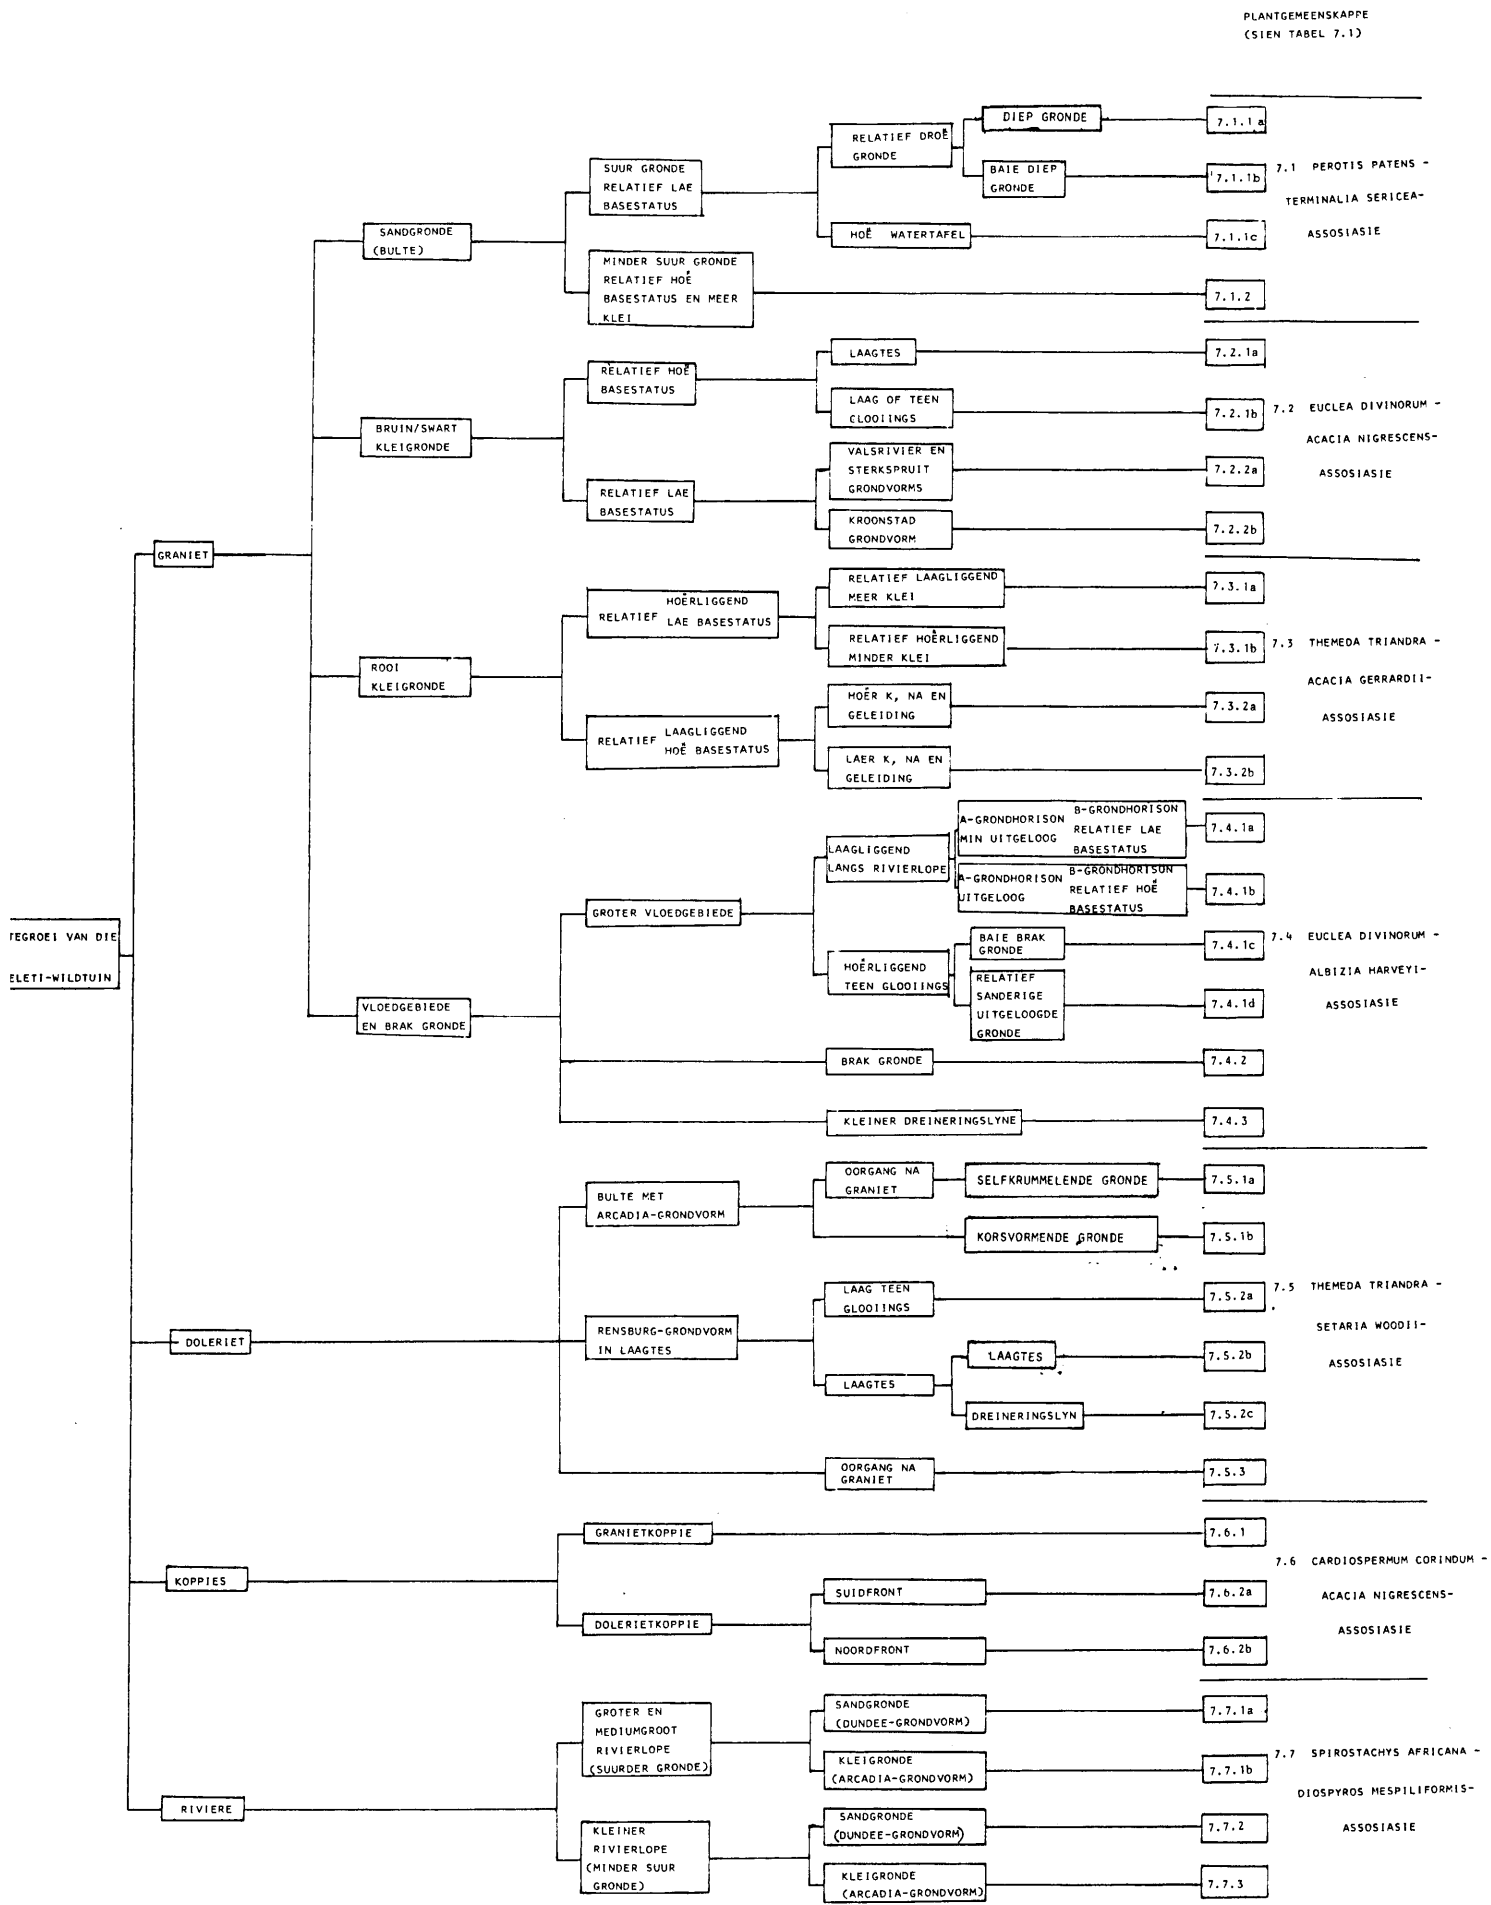 PLANTGEMEENSKAPPE
(SIEN TABEL 7.1)
TEGROEI VAN DIE
ELETI-WILDTUIN
GRANIET
SANDGRONDE
(BULTE)
SUUR GRONDE
RELATIEF LAE
BASESTATUS
RELATIEF DROË
GRONDE
DIEP GRONDE
7.1.1a
BAIE DIEP
GRONDE
7.1.1b
HOË WATERTAFEL
7.1.1c
MINDER SUUR GRONDE
RELATIEF HOË
BASESTATUS EN MEER
KLEI
7.1.2
7.1 PEROTIS PATENS -
TERMINALIA SERICEA-
ASSOSIASIE
BRUIN/SWART
KLEIGRONDE
RELATIEF HOË
BASESTATUS
LAAGTES
7.2.1a
LAAG OF TEEN
CLOOIINGS
7.2.1b
RELATIEF LAE
BASESTATUS
VALSRIVIER EN
STERKSPRUIT
GRONDVORMS
7.2.2a
KROONSTAD
GRONDVORM
7.2.2b
7.2 EUCLEA DIVINORUM -
ACACIA NIGRESCENS-
ASSOSIASIE
ROOI
KLEIGRONDE
RELATIEF HOËRLIGGEND
LAE BASESTATUS
RELATIEF LAAGLIGGEND
MEER KLEI
7.3.1a
RELATIEF HOËRLIGGEND
MINDER KLEI
7.3.1b
RELATIEF LAAGLIGGEND
HOË BASESTATUS
HOËR K, NA EN
GELEIDING
7.3.2a
LAER K, NA EN
GELEIDING
7.3.2b
7.3 THEMEDA TRIANDRA -
ACACIA GERRARDII-
ASSOSIASIE
VLOEDGEBIEDE
EN BRAK GRONDE
GROTER VLOEDGEBIEDE
LAAGLIGGEND
LANGS RIVIERLOPE
A-GRONDHORISON B-GRONDHORISON
MIN UITGELOOG RELATIEF LAE
BASESTATUS
7.4.1a
A-GRONDHORISON B-GRONDHORISON
UITGELOOG RELATIEF HOË
BASESTATUS
7.4.1b
HOËRLIGGEND
TEEN GLOOIINGS
BAIE BRAK
GRONDE
7.4.1c
RELATIEF
SANDERIGE
UITGELOOGDE
GRONDE
7.4.1d
BRAK GRONDE
7.4.2
KLEINER DREINERINGSLYNE
7.4.3
7.4 EUCLEA DIVINORUM -
ALBIZIA HARVEYI-
ASSOSIASIE
DOLERIET
BULTE MET
ARCADIA-GRONDVORM
OORGANG NA
GRANIET
SELFKRUMMELENDE GRONDE
7.5.1a
KORSVORMENDE GRONDE
7.5.1b
RENSBURG-GRONDVORM
IN LAAGTES
LAAG TEEN
GLOOIINGS
7.5.2a
LAAGTES
LAAGTES
7.5.2b
DREINERINGSLYN
7.5.2c
OORGANG NA
GRANIET
7.5.3
7.5 THEMEDA TRIANDRA -
SETARIA WOODII-
ASSOSIASIE
KOPPIES
GRANIETKOPPIE
7.6.1
DOLERIETKOPPIE
SUIDFRONT
7.6.2a
NOORDFRONT
7.6.2b
7.6 CARDIOSPERMUM CORINDUM -
ACACIA NIGRESCENS-
ASSOSIASIE
RIVIERE
GROTER EN
MEDIUMGROOT
RIVIERLOPE
(SUURDER GRONDE)
SANDGRONDE
(DUNDEE-GRONDVORM)
7.7.1a
KLEIGRONDE
(ARCADIA-GRONDVORM)
7.7.1b
KLEINER
RIVIERLOPE
(MINDER SUUR
GRONDE)
SANDGRONDE
(DUNDEE-GRONDVORM)
7.7.2
KLEIGRONDE
(ARCADIA-GRONDVORM)
7.7.3
7.7 SPIROSTACHYS AFRICANA -
DIOSPYROS MESPILIFORMIS-
ASSOSIASIE